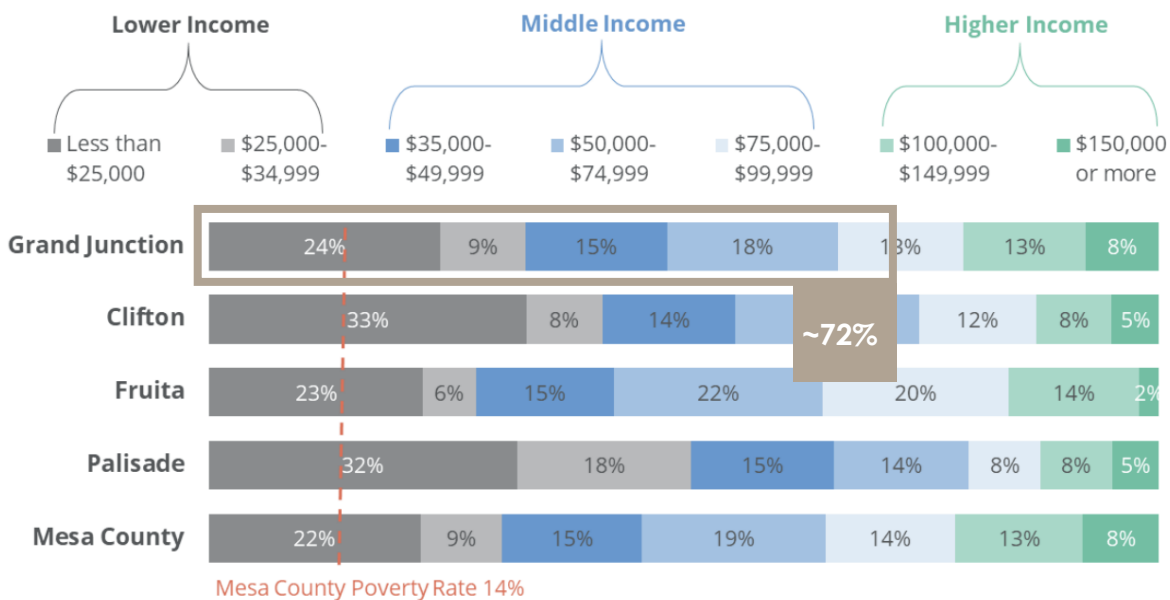 Lower Income
Middle Income
Higher Income
Less than $25,000
$25,000-$34,999
$35,000-$49,999
$50,000-$74,999
$75,000-$99,999
$100,000-$149,999
$150,000 or more
Grand Junction 24% 9% 15% 18% 13% 13% 8%
Clifton 33% 8% 14% 12% 8% 5%
~72%
Fruita 23% 6% 15% 22% 20% 14% 2%
Palisade 32% 18% 15% 14% 8% 8% 5%
Mesa County 22% 9% 15% 19% 14% 13% 8%
Mesa County Poverty Rate 14%